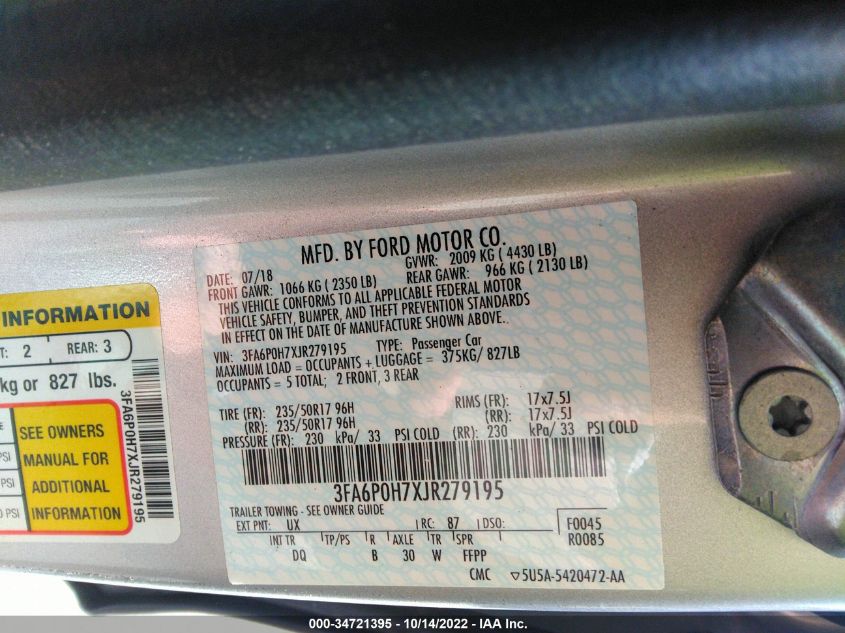 MFD. BY FORD MOTOR CO.
DATE: 07/18 GVWR: 2009 KG ( 4430 LB)
FRONT GAWR: 1066 KG ( 2350 LB) REAR GAWR: 966 KG ( 2130 LB)
THIS VEHICLE CONFORMS TO ALL APPLICABLE FEDERAL MOTOR
VEHICLE SAFETY, BUMPER, AND THEFT PREVENTION STANDARDS
IN EFFECT ON THE DATE OF MANUFACTURE SHOWN ABOVE.
VIN: 3FA6P0H7XJR279195 TYPE: Passenger Car
MAXIMUM LOAD = OCCUPANTS + LUGGAGE = 375KG/ 827LB
OCCUPANTS = 5 TOTAL; 2 FRONT, 3 REAR
TIRE (FR): 235/50R17 96H RIMS (FR): 17x7.5J
(RR): 235/50R17 96H (RR): 17x7.5J
PRESSURE (FR): 230 kPa/ 33 PSI COLD (RR): 230 kPa/ 33 PSI COLD
3FA6P0H7XJR279195
TRAILER TOWING - SEE OWNER GUIDE
EXT PNT: UX RC: 87 DSO: F0045
R0085
INT TR TP/PS R AXLE TR SPR
DQ B 30 W FFPP
CMC ▽5U5A-5420472-AA
INFORMATION
T: 2 REAR: 3
kg or 827 lbs.
SEE OWNERS
PSI MANUAL FOR
PSI ADDITIONAL
PSI INFORMATION
3FA6P0H7XJR279195
000-34721395 - 10/14/2022 - IAA Inc.